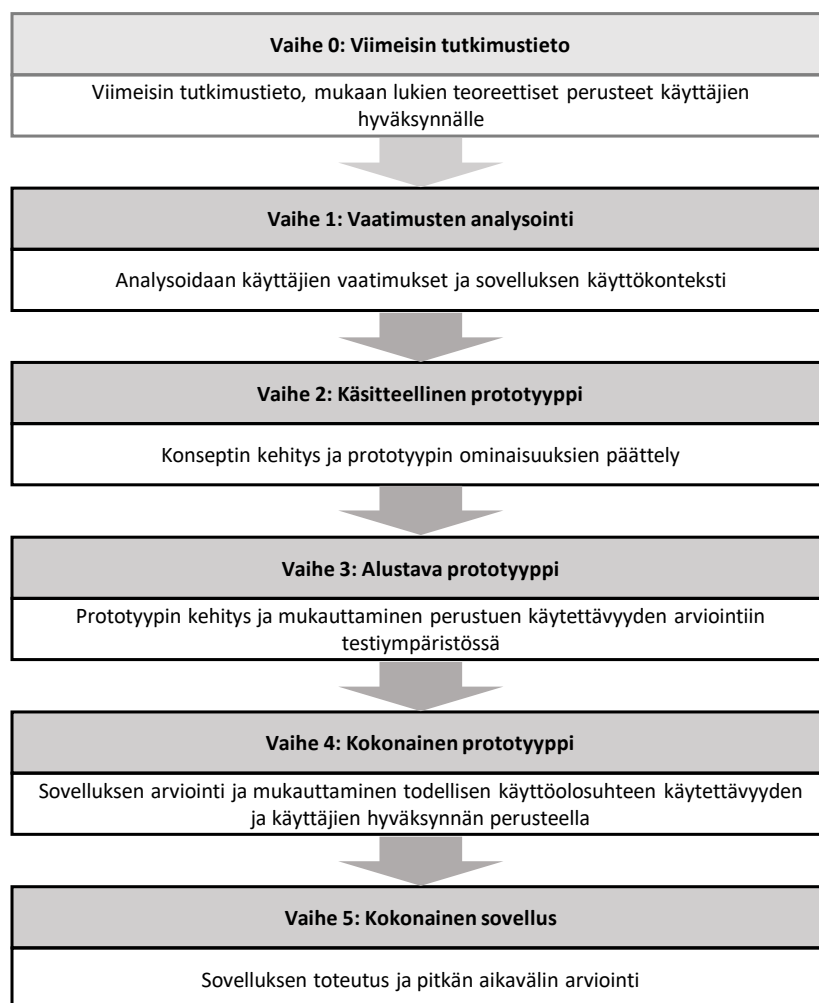 Vaihe 0: Viimeisin tutkimustieto
Viimeisin tutkimustieto, mukaan lukien teoreettiset perusteet käyttäjien
hyväksynnälle
Vaihe 1: Vaatimusten analysointi
Analysoidaan käyttäjien vaatimukset ja sovelluksen käyttökonteksti
Vaihe 2: Käsitteellinen prototyyppi
Konseptin kehitys ja prototyypin ominaisuuksien päättely
Vaihe 3: Alustava prototyyppi
Prototyypin kehitys ja mukauttaminen perustuen käytettävyyden arviointiin
testiympäristössä
Vaihe 4: Kokonainen prototyyppi
Sovelluksen arviointi ja mukauttaminen todellisen käyttöolosuhteen käytettävyyden
ja käyttäjien hyväksynnän perusteella
Vaihe 5: Kokonainen sovellus
Sovelluksen toteutus ja pitkän aikavälin arviointi